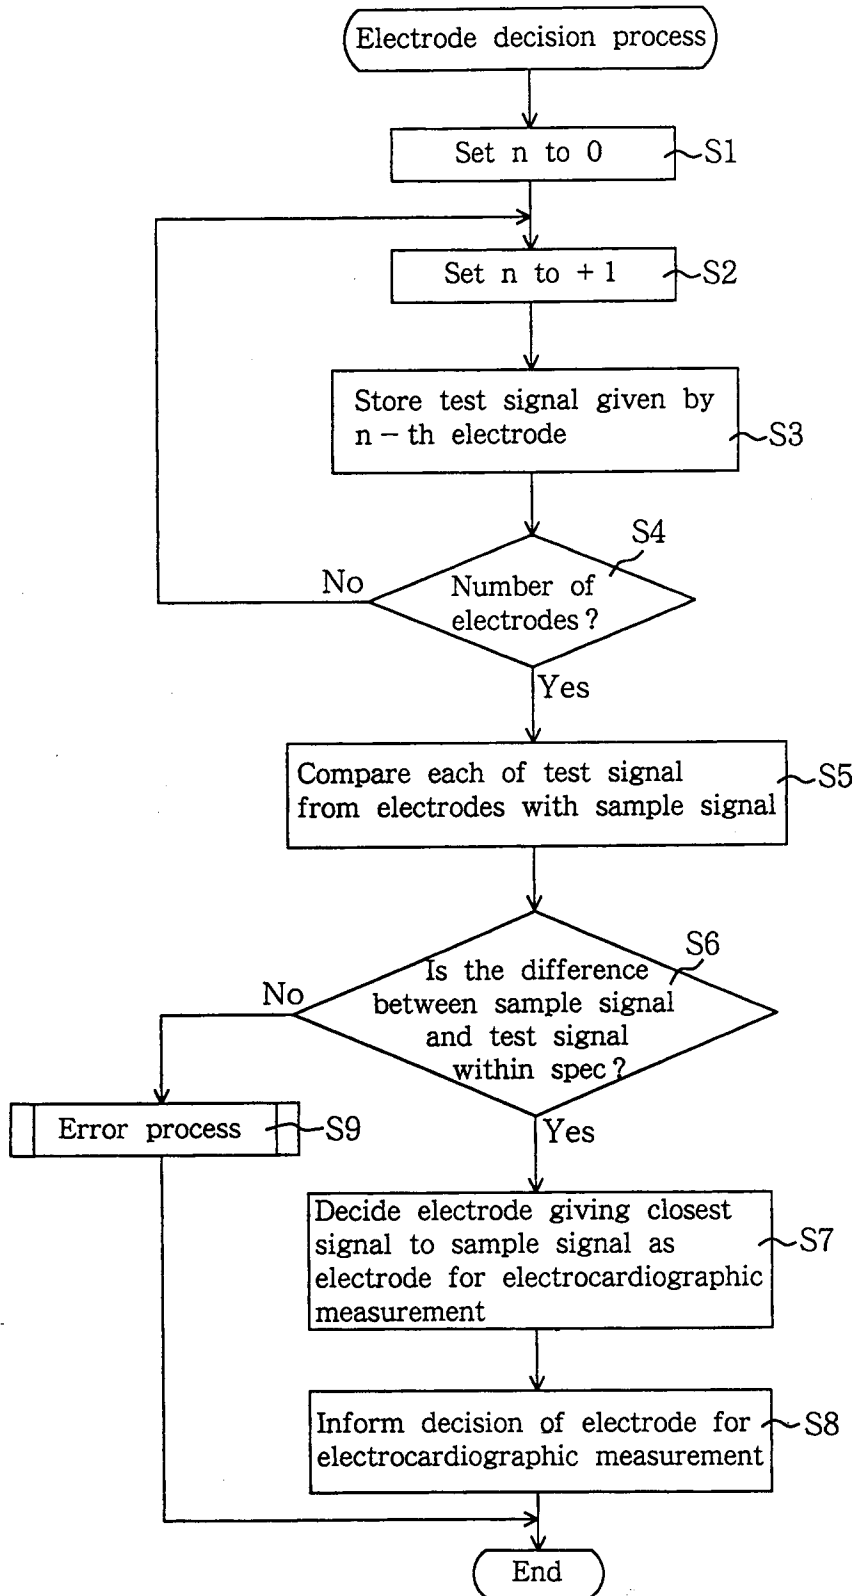 Electrode decision process
Set n to 0
S1
Set n to + 1
S2
Store test signal given by
n - th electrode
S3
S4
Number of
electrodes ?
No
Yes
Compare each of test signal
from electrodes with sample signal
S5
S6
Is the difference
between sample signal
and test signal
within spec ?
No
Yes
Error process
S9
Decide electrode giving closest
signal to sample signal as
electrode for electrocardiographic
measurement
S7
Inform decision of electrode for
electrocardiographic measurement
S8
End